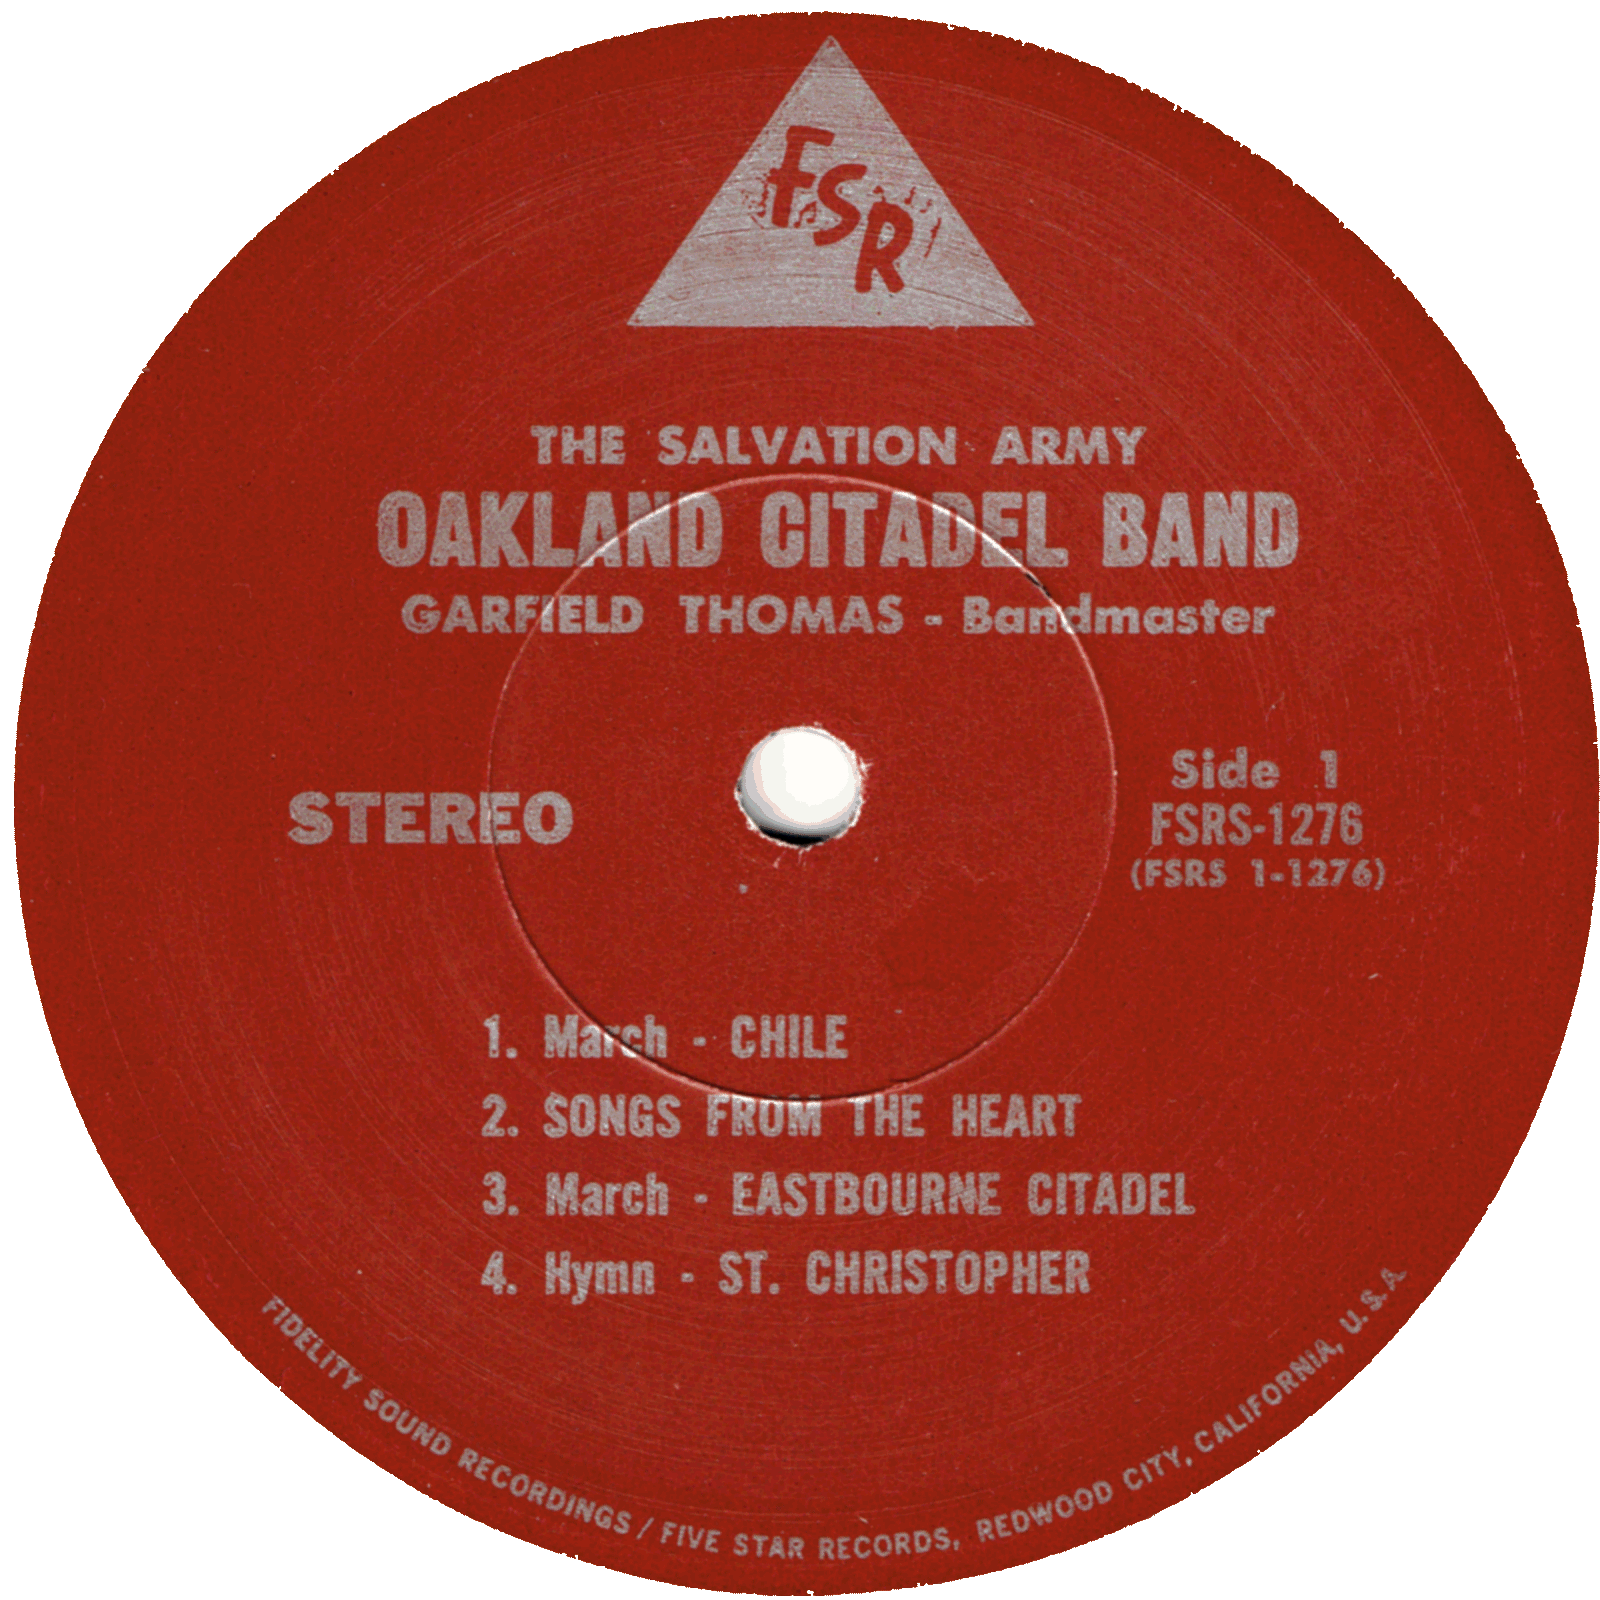 FSR
THE SALVATION ARMY
OAKLAND CITADEL BAND
GARFIELD THOMAS - Bandmaster
STEREO
Side 1
FSRS-1276
(FSRS 1-1276)
1. March - CHILE
2. SONGS FROM THE HEART
3. March - EASTBOURNE CITADEL
4. Hymn - ST. CHRISTOPHER
FIDELITY SOUND RECORDINGS / FIVE STAR RECORDS, REDWOOD CITY, CALIFORNIA, U.S.A